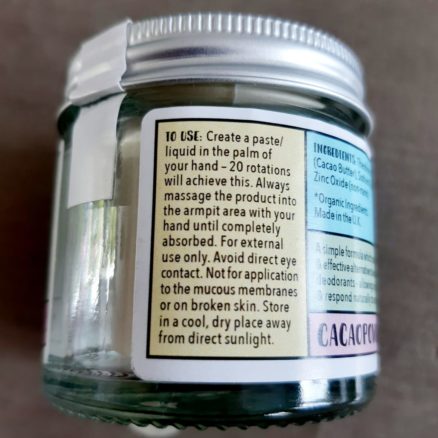 TO USE: Create a paste/
liquid in the palm of
your hand – 20 rotations
will achieve this. Always
massage the product into
the armpit area with your
hand until completely
absorbed. For external
use only. Avoid direct eye
contact. Not for application
to the mucous membranes
or on broken skin. Store
in a cool, dry place away
from direct sunlight.
INGREDIENTS:
(Cacao Butter),
Zinc Oxide
*Organic Ingredients
Made in the U.K.
A simple formula
& effective
deodorants
& respond